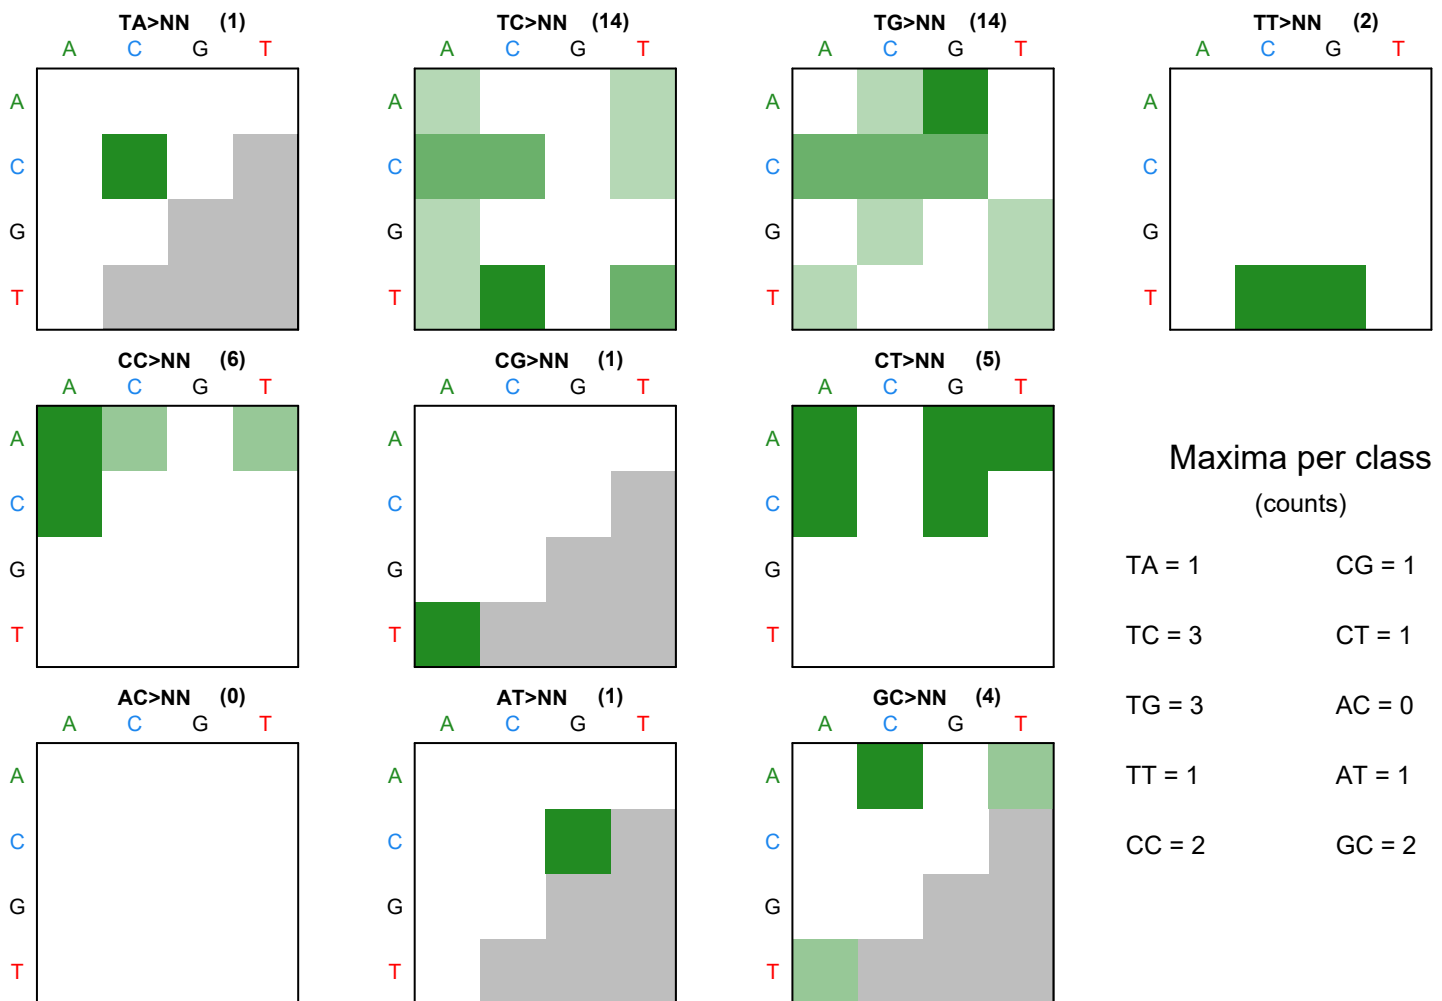 TA>NN (1) TC>NN (14) TG>NN (14) TT>NN (2)
A C G T A C G T A C G T A C G T
A A A A
C C C C
G G G G
T T T T
CC>NN (6) CG>NN (1) CT>NN (5)
A C G T A C G T A C G T
A A A
C C C
G G G
T T T
Maxima per class
(counts)
TA = 1 CG = 1
TC = 3 CT = 1
TG = 3 AC = 0
TT = 1 AT = 1
CC = 2 GC = 2
AC>NN (0) AT>NN (1) GC>NN (4)
A C G T A C G T A C G T
A A A
C C C
G G G
T T T